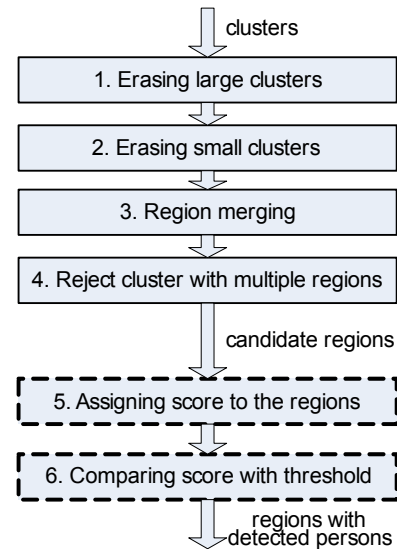 clusters
1. Erasing large clusters
2. Erasing small clusters
3. Region merging
4. Reject cluster with multiple regions
candidate regions
5. Assigning score to the regions
6. Comparing score with threshold
regions with
detected persons